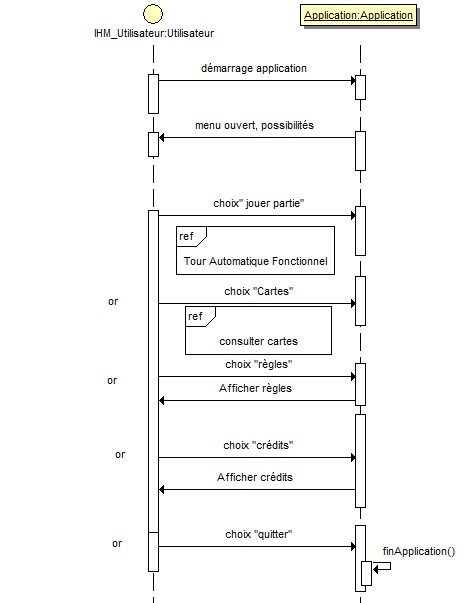 Application:Application
IHM_Utilisateur:Utilisateur
démarrage application
menu ouvert, possibilités
choix" jouer partie"
ref
Tour Automatique Fonctionnel
choix "Cartes"
or
ref
consulter cartes
choix "règles"
or
Afficher règles
choix "crédits"
or
Afficher crédits
choix "quitter"
or
finApplication()